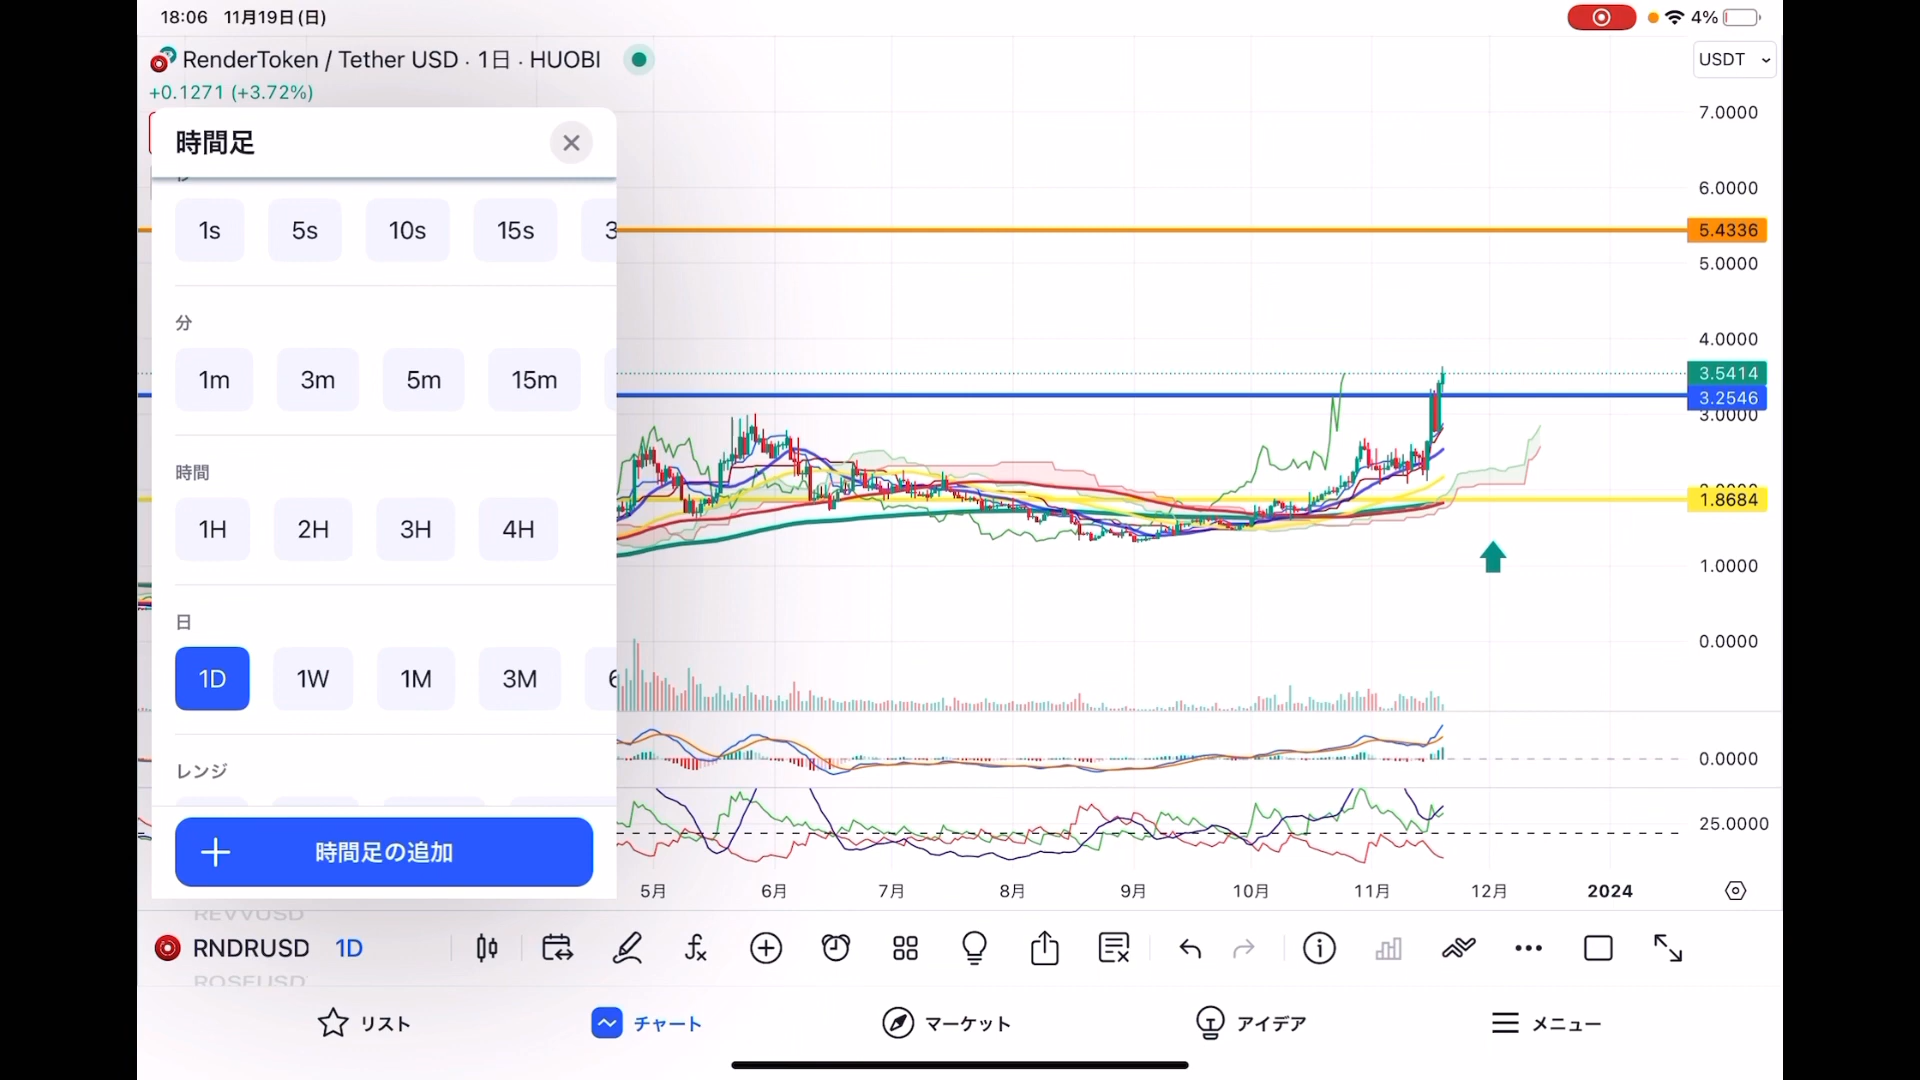 18:06 11月19日(日)
4%
RenderToken / Tether USD · 1日 · HUOBI
+0.1271 (+3.72%)
USDT
時間足
1s 5s 10s 15s 3
分
1m 3m 5m 15m
時間
1H 2H 3H 4H
日
1D 1W 1M 3M 6
レンジ
時間足の追加
7.0000
6.0000
5.4336
5.0000
4.0000
3.5414
3.2546
3.0000
1.8684
1.0000
0.0000
0.0000
25.0000
5月 6月 7月 8月 9月 10月 11月 12月 2024
REVVUSD
RNDRUSD 1D
ROSEUSD
リスト チャート マーケット アイデア メニュー